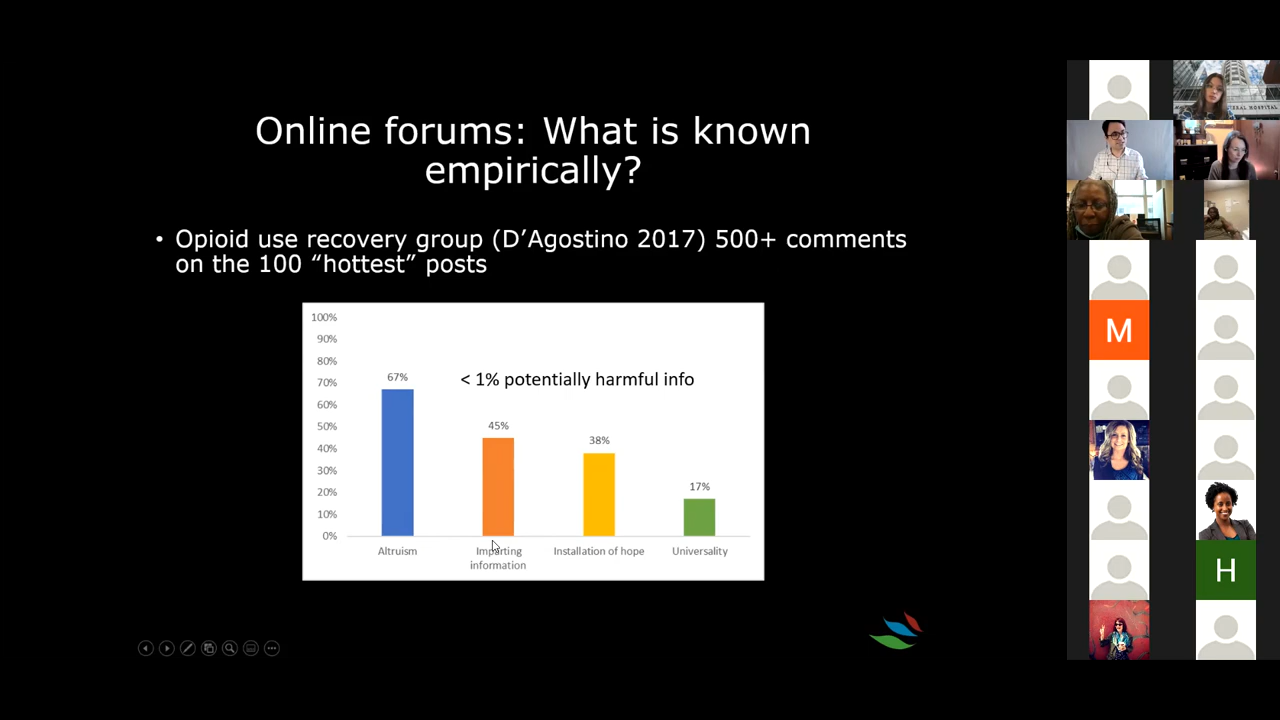 Online forums: What is known
empirically?
• Opioid use recovery group (D’Agostino 2017) 500+ comments
on the 100 “hottest” posts
100%
90%
80%
70%
60%
50%
40%
30%
20%
10%
0%
< 1% potentially harmful info
67%
45%
38%
17%
Altruism
Imparting
information
Installation of hope
Universality
HOSPITAL
M
H